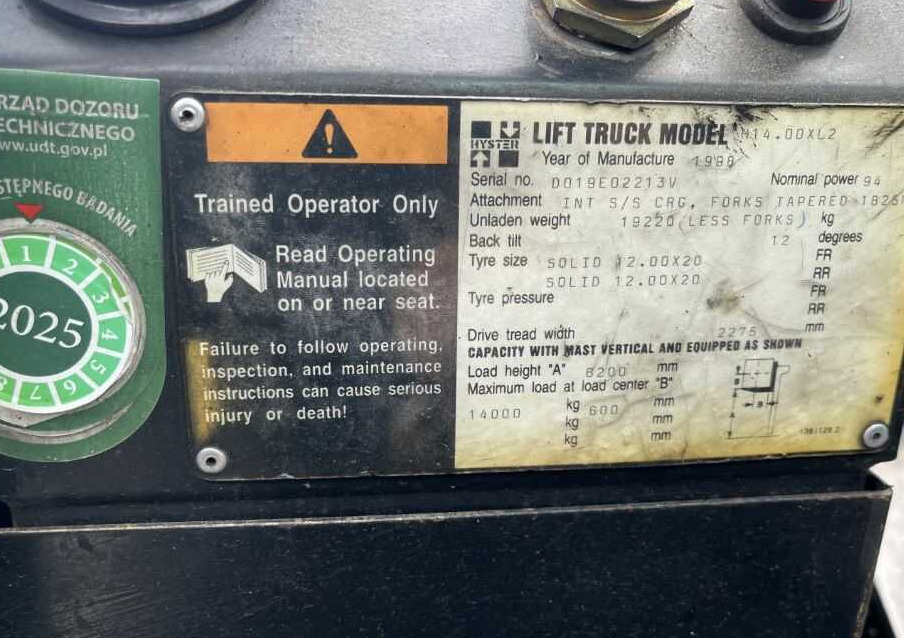 RZĄD DOZORU
ECHNICZNEGO
ww.udt.gov.pl
STĘPNEGO BADANIA
1
2
3
4
5
6
7
8
2025
Trained Operator Only
Read Operating
Manual located
on or near seat.
Failure to follow operating,
inspection, and maintenance
instructions can cause serious
injury or death!
HYSTER LIFT TRUCK MODEL H14.00XL2
Year of Manufacture 1998
Serial no. D019E02213V Nominal power 94
Attachment INT S/S CRG, FORKS TAPERED 1825
Unladen weight 19220 (LESS FORKS) kg
Back tilt 12 degrees
Tyre size SOLID 12.00X20 FR
SOLID 12.00X20 RR
Tyre pressure FR
RR
Drive tread width 2275 mm
CAPACITY WITH MAST VERTICAL AND EQUIPPED AS SHOWN
Load height "A" 6200 mm
Maximum load at load center "B"
14000 kg 600 mm
kg mm
kg mm
B
A